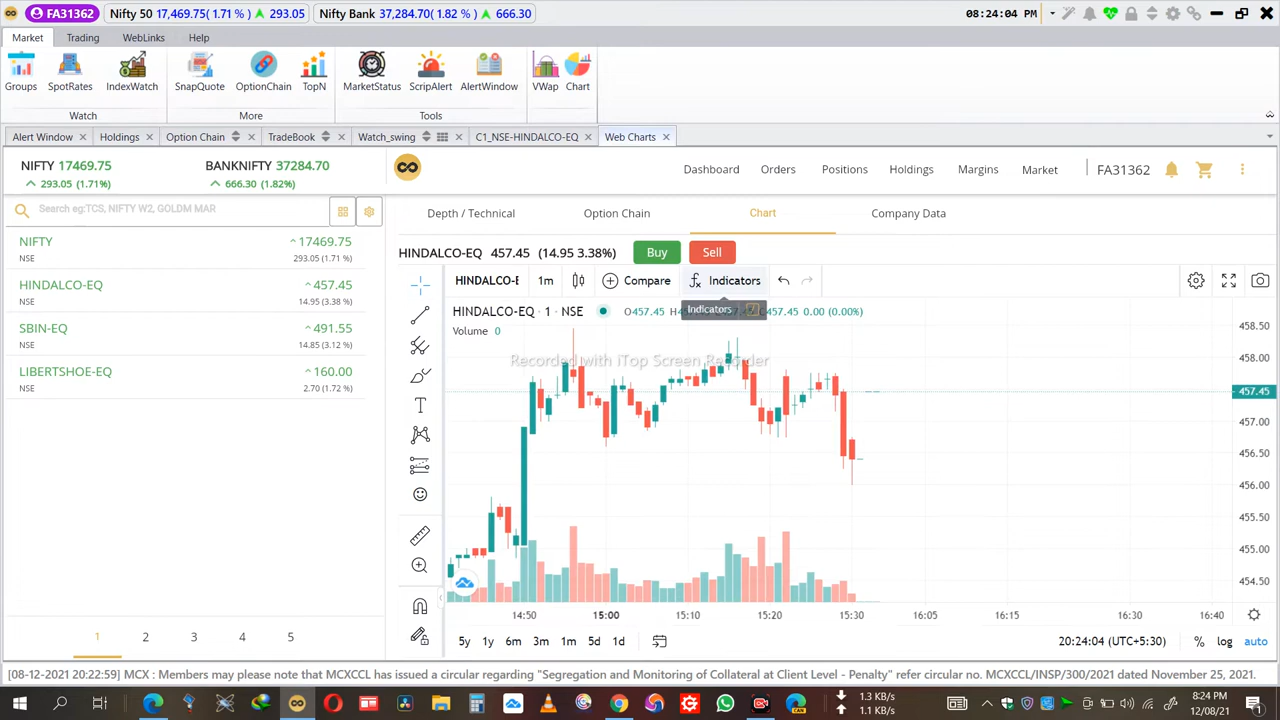 FA31362 Nifty 50 17,469.75( 1.71 % ) 293.05 Nifty Bank 37,284.70( 1.82 % ) 666.30 08:24:04 PM
Market Trading WebLinks Help
Groups SpotRates IndexWatch SnapQuote OptionChain TopN MarketStatus ScripAlert AlertWindow VWap Chart
Watch More Tools
Alert Window Holdings Option Chain TradeBook Watch_swing C1_NSE-HINDALCO-EQ Web Charts
NIFTY 17469.75 BANKNIFTY 37284.70
293.05 (1.71%) 666.30 (1.82%)
Dashboard Orders Positions Holdings Margins Market FA31362
Search eg:TCS, NIFTY W2, GOLDM MAR
Depth / Technical Option Chain Chart Company Data
NIFTY 17469.75
NSE 293.05 (1.71 %)
HINDALCO-EQ 457.45
NSE 14.95 (3.38 %)
SBIN-EQ 491.55
NSE 14.85 (3.12 %)
LIBERTSHOE-EQ 160.00
NSE 2.70 (1.72 %)
1 2 3 4 5
HINDALCO-EQ 457.45 (14.95 3.38%) Buy Sell
HINDALCO-E 1m Compare Indicators
Indicators /
HINDALCO-EQ · 1 · NSE O457.45 H 457.45 0.00 (0.00%)
Volume 0
Recorded with iTop Screen Recorder
458.50
458.00
457.45
457.00
456.50
456.00
455.50
455.00
454.50
14:50 15:00 15:10 15:20 15:30 16:05 16:15 16:30 16:40
5y 1y 6m 3m 1m 5d 1d 20:24:04 (UTC+5:30) % log auto
[08-12-2021 20:22:59] MCX : Members may please note that MCXCCL has issued a circular regarding "Segregation and Monitoring of Collateral at Client Level - Penalty" refer circular no. MCXCCL/INSP/300/2021 dated November 25, 2021.
1.3 KB/s
1.1 KB/s
8:24 PM
12/08/21